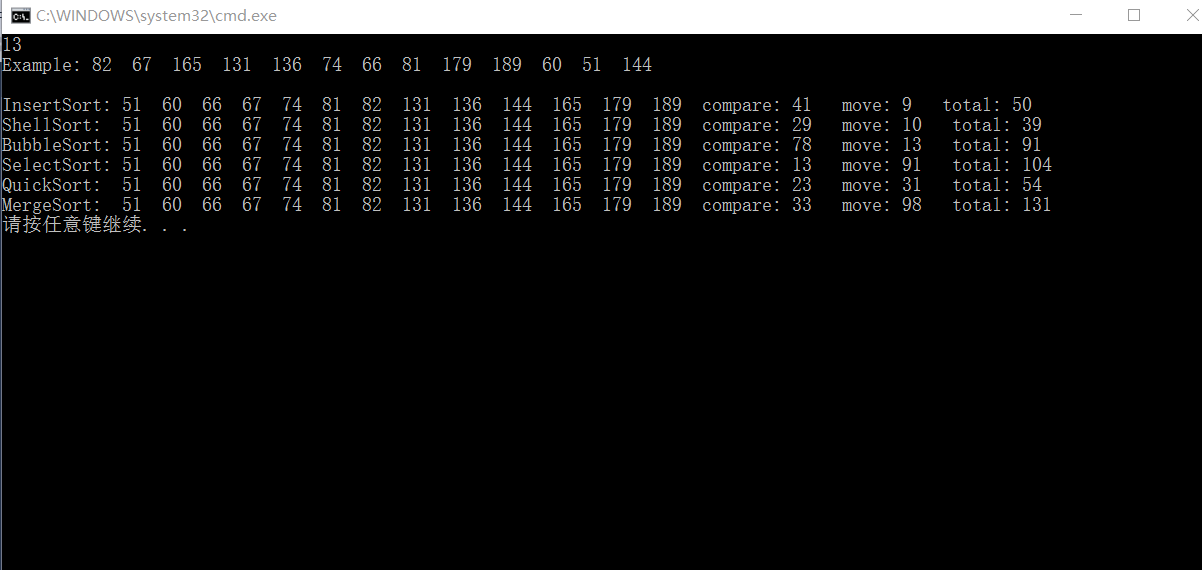 C:\WINDOWS\system32\cmd.exe
13
Example: 82 67 165 131 136 74 66 81 179 189 60 51 144
InsertSort: 51 60 66 67 74 81 82 131 136 144 165 179 189 compare: 41 move: 9 total: 50
ShellSort: 51 60 66 67 74 81 82 131 136 144 165 179 189 compare: 29 move: 10 total: 39
BubbleSort: 51 60 66 67 74 81 82 131 136 144 165 179 189 compare: 78 move: 13 total: 91
SelectSort: 51 60 66 67 74 81 82 131 136 144 165 179 189 compare: 13 move: 91 total: 104
QuickSort: 51 60 66 67 74 81 82 131 136 144 165 179 189 compare: 23 move: 31 total: 54
MergeSort: 51 60 66 67 74 81 82 131 136 144 165 179 189 compare: 33 move: 98 total: 131
请按任意键继续. . .